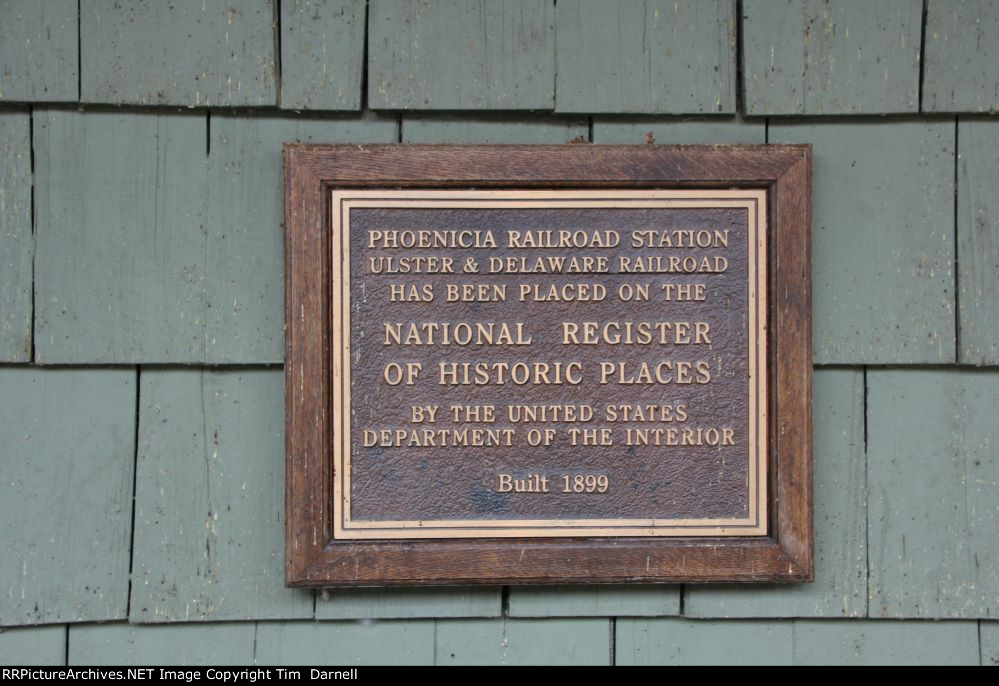 PHOENICIA RAILROAD STATION
ULSTER & DELAWARE RAILROAD
HAS BEEN PLACED ON THE
NATIONAL REGISTER
OF HISTORIC PLACES
BY THE UNITED STATES
DEPARTMENT OF THE INTERIOR
Built 1899
RRPictureArchives.NET Image Copyright Tim Darnell